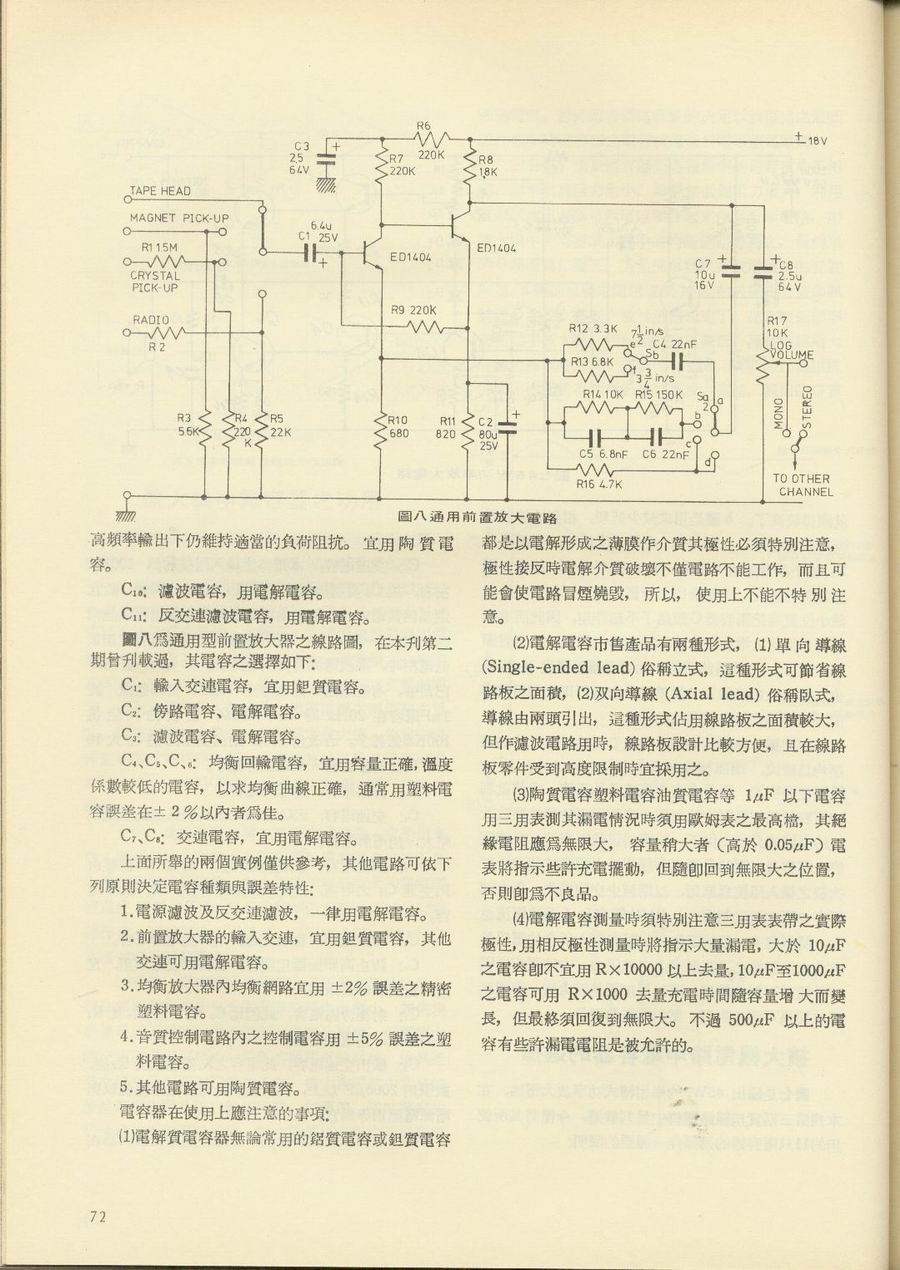 R6
220K
+ 18V
C3
2.5
64V
+
R7
220K
R8
18K
TAPE HEAD
MAGNET PICK-UP
R1 1.5M
CRYSTAL
PICK-UP
RADIO
R2
6.4u
C1 25V
+
ED1404
ED1404
R9 220K
C7
10u
16V
+
+
C8
2.5u
64V
R17
10K
LOG
VOLUME
R12 3.3K
7 1/2 in/s
e
Sb
C4 22nF
R13 6.8K
f
3 3/4 in/s
R14 10K
R15 150K
Sa
2
a
b
c
d
C5 6.8nF
C6 22nF
R16 4.7K
MONO
STEREO
TO OTHER
CHANNEL
R3
5.6K
R4
220
K
R5
22K
R10
680
R11
820
C2
80u
25V
+
圖八通用前置放大電路
高頻率輸出下仍維持適當的負荷阻抗。宜用陶質電
容。
C₁₀：濾波電容，用電解電容。
C₁₁：反交連濾波電容，用電解電容。
圖八爲通用型前置放大器之線路圖，在本刋第二
期曾刋載過，其電容之選擇如下：
C₁：輸入交連電容，宜用鉭質電容。
C₂：傍路電容、電解電容。
C₃：濾波電容、電解電容。
C₄、C₅、C、₆：均衡回輸電容，宜用容量正確，溫度
係數較低的電容，以求均衡曲線正確，通常用塑料電
容誤差在±2％以內者爲佳。
C₇、C₈：交連電容，宜用電解電容。
上面所舉的兩個實例僅供參考，其他電路可依下
列原則決定電容種類與誤差特性：
1.電源濾波及反交連濾波，一律用電解電容。
2.前置放大器的輸入交連，宜用鉭質電容，其他
交連可用電解電容。
3.均衡放大器內均衡網路宜用±2%誤差之精密
塑料電容。
4.音質控制電路內之控制電容用±5%誤差之塑
料電容。
5.其他電路可用陶質電容。
電容器在使用上應注意的事項：
(1)電解質電容器無論常用的鋁質電容或鉭質電容
都是以電解形成之薄膜作介質其極性必須特別注意，
極性接反時電解介質破壞不僅電路不能工作，而且可
能會使電路冒煙燒毀，所以，使用上不能不特別注
意。
(2)電解電容市售產品有兩種形式，(1)單向導線
(Single-ended lead) 俗稱立式，這種形式可節省線
路板之面積，(2)双向導線 (Axial lead) 俗稱臥式，
導線由兩頭引出，這種形式佔用線路板之面積較大，
但作濾波電路用時，線路板設計比較方便，且在線路
板零件受到高度限制時宜採用之。
(3)陶質電容塑料電容油質電容等 1μF 以下電容
用三用表測其漏電情況時須用歐姆表之最高檔，其絕
緣電阻應爲無限大，容量稍大者（高於 0.05μF）電
表將指示些許充電擺動，但隨卽回到無限大之位置，
否則卽爲不良品。
(4)電解電容測量時須特別注意三用表表帶之實際
極性，用相反極性測量時將指示大量漏電，大於 10μF
之電容卽不宜用 R×10000 以上去量，10μF至1000μF
之電容可用 R×1000 去量充電時間隨容量增大而變
長，但最終須回復到無限大。不過 500μF 以上的電
容有些許漏電電阻是被允許的。
72